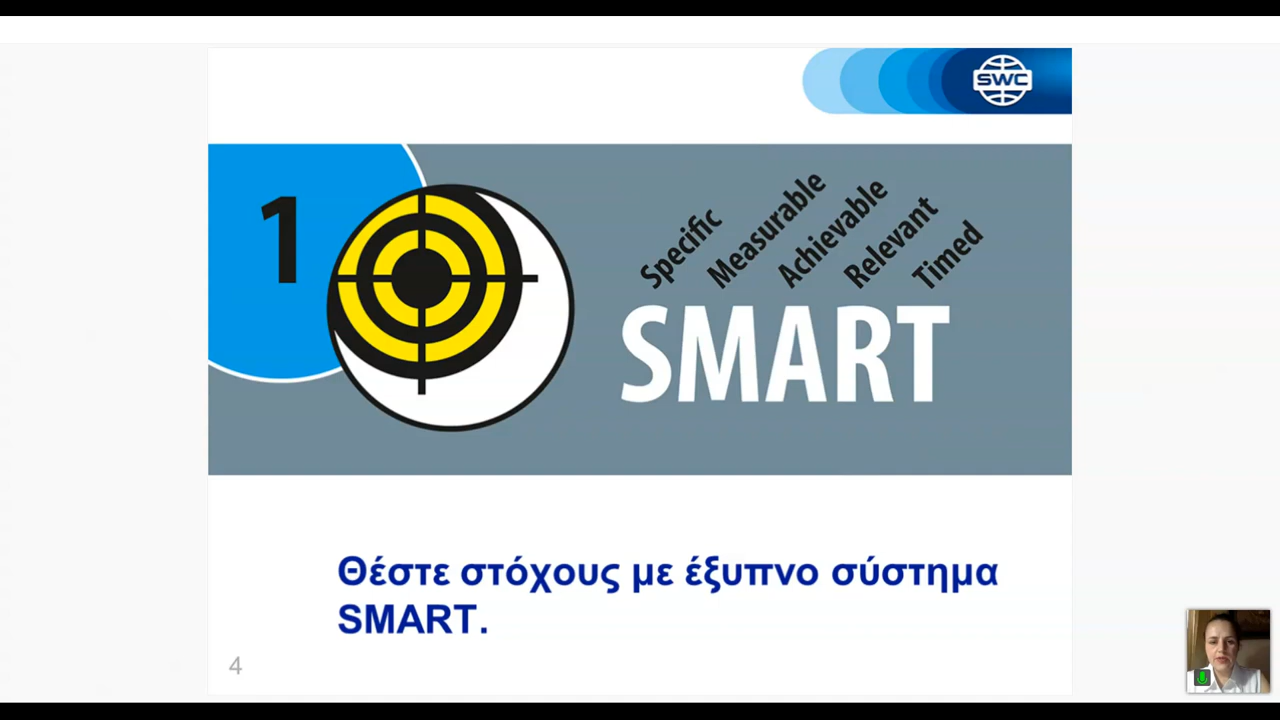 SWC
1
Specific
Measurable
Achievable
Relevant
Timed
SMART
Θέστε στόχους με έξυπνο σύστημα
SMART.
4